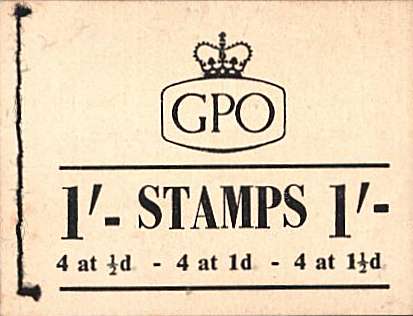 GPO
1/- STAMPS 1/-
4 at ½d - 4 at 1d - 4 at 1½d